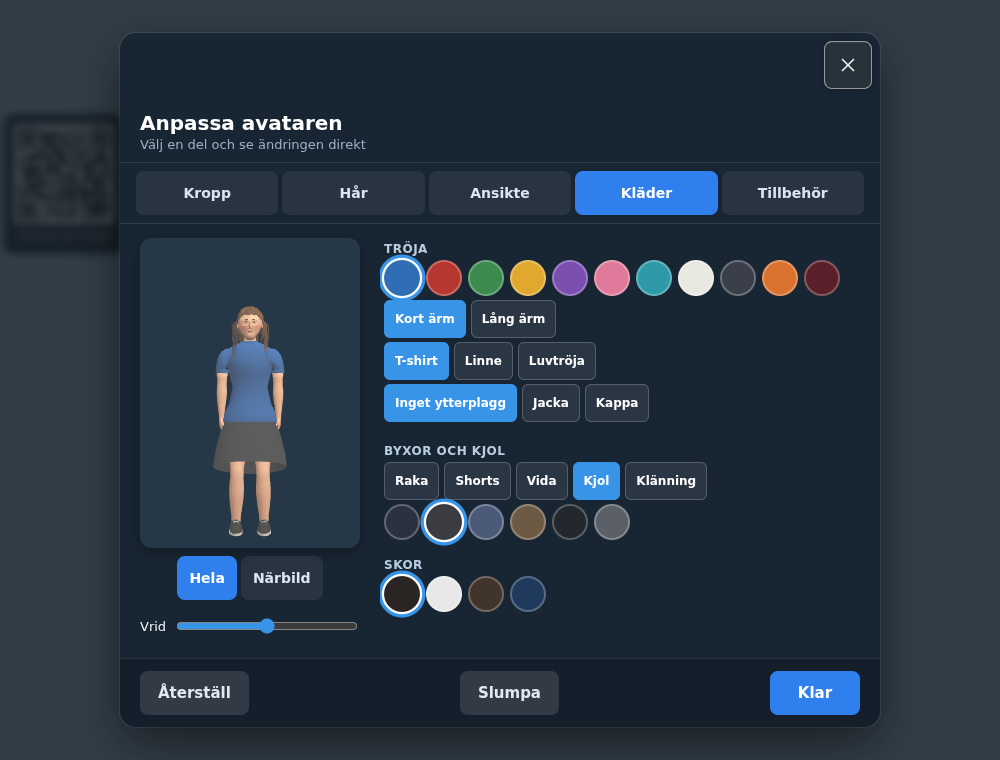 Anpassa avataren
Välj en del och se ändringen direkt
Kropp Hår Ansikte Kläder Tillbehör
TRÖJA
Kort ärm Lång ärm
T-shirt Linne Luvtröja
Inget ytterplagg Jacka Kappa
BYXOR OCH KJOL
Raka Shorts Vida Kjol Klänning
SKOR
Hela Närbild
Vrid
Återställ Slumpa Klar